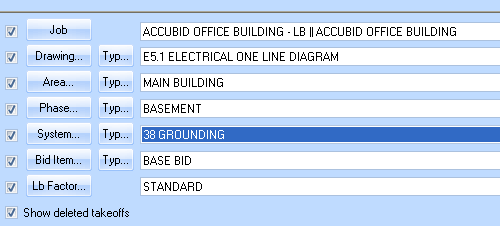 Job ACCUBID OFFICE BUILDING - LB || ACCUBID OFFICE BUILDING
Drawing... Typ... E5.1 ELECTRICAL ONE LINE DIAGRAM
Area... Typ... MAIN BUILDING
Phase... Typ... BASEMENT
System... Typ... 38 GROUNDING
Bid Item... Typ... BASE BID
Lb Factor... STANDARD
Show deleted takeoffs